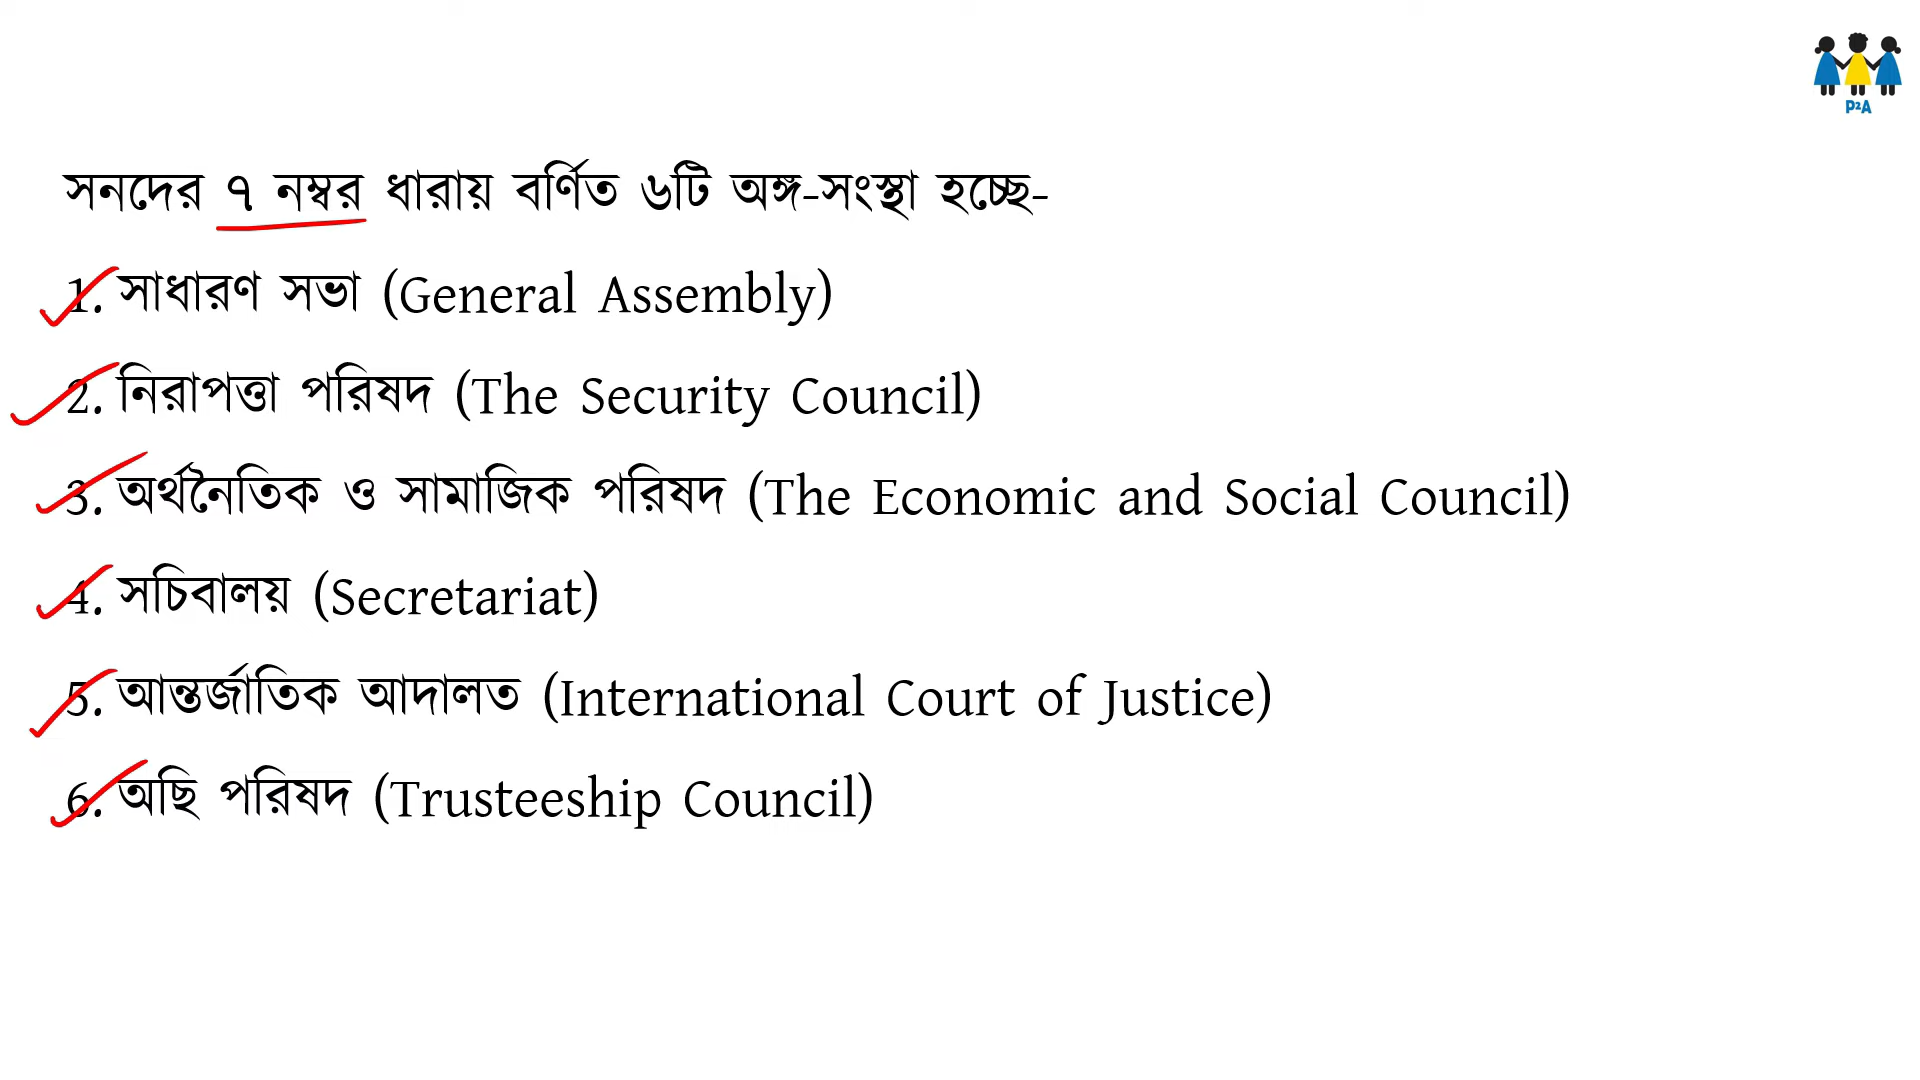 P²A
সনদের ৭ নম্বর ধারায় বর্ণিত ৬টি অঙ্গ-সংস্থা হচ্ছে-
1. সাধারণ সভা (General Assembly)
2. নিরাপত্তা পরিষদ (The Security Council)
3. অর্থনৈতিক ও সামাজিক পরিষদ (The Economic and Social Council)
4. সচিবালয় (Secretariat)
5. আন্তর্জাতিক আদালত (International Court of Justice)
6. অছি পরিষদ (Trusteeship Council)